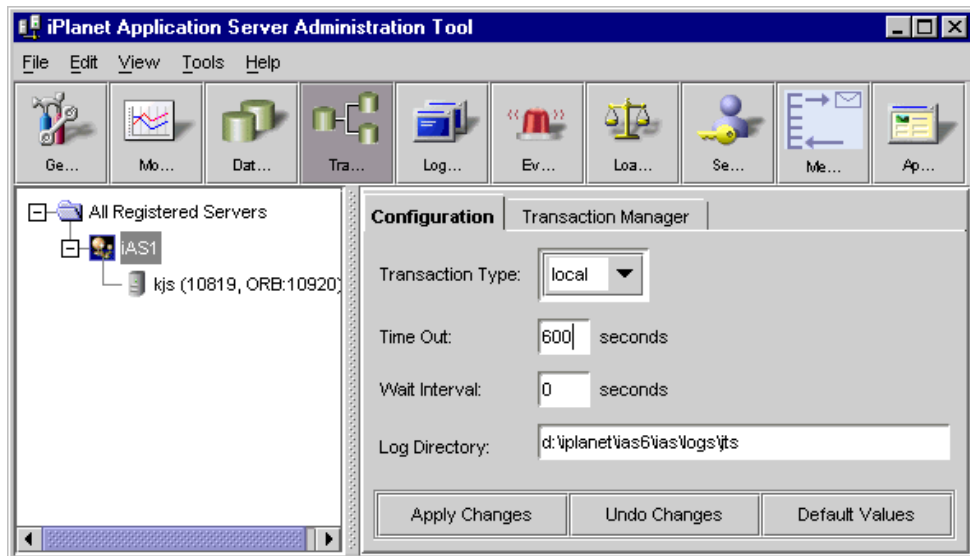 iPlanet Application Server Administration Tool
File Edit View Tools Help
Ge... Mo... Dat... Tra... Log... Ev... Loa... Se... Me... Ap...
All Registered Servers
iAS1
kjs (10819, ORB:10920)
Configuration Transaction Manager
Transaction Type: local
Time Out: 600 seconds
Wait Interval: 0 seconds
Log Directory: d:\iplanet\ias6\ias\logs\jts
Apply Changes Undo Changes Default Values